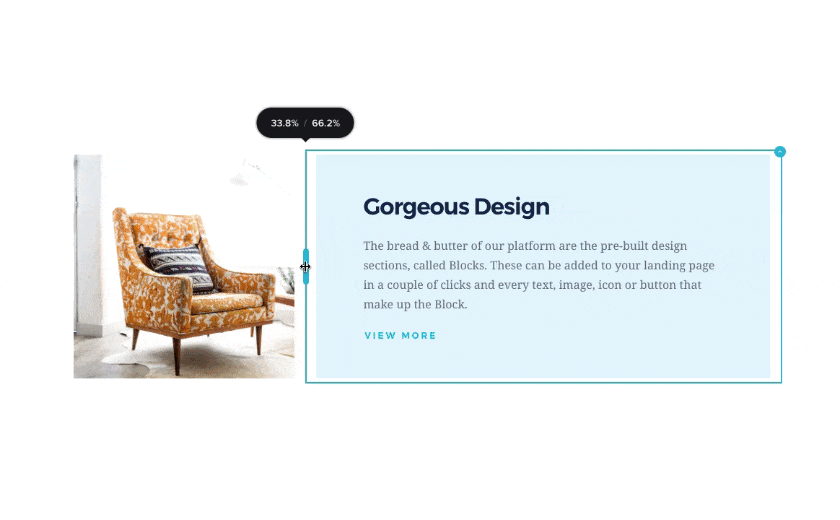 33.8% / 66.2%
Gorgeous Design
The bread & butter of our platform are the pre-built design
sections, called Blocks. These can be added to your landing page
in a couple of clicks and every text, image, icon or button that
make up the Block.
VIEW MORE